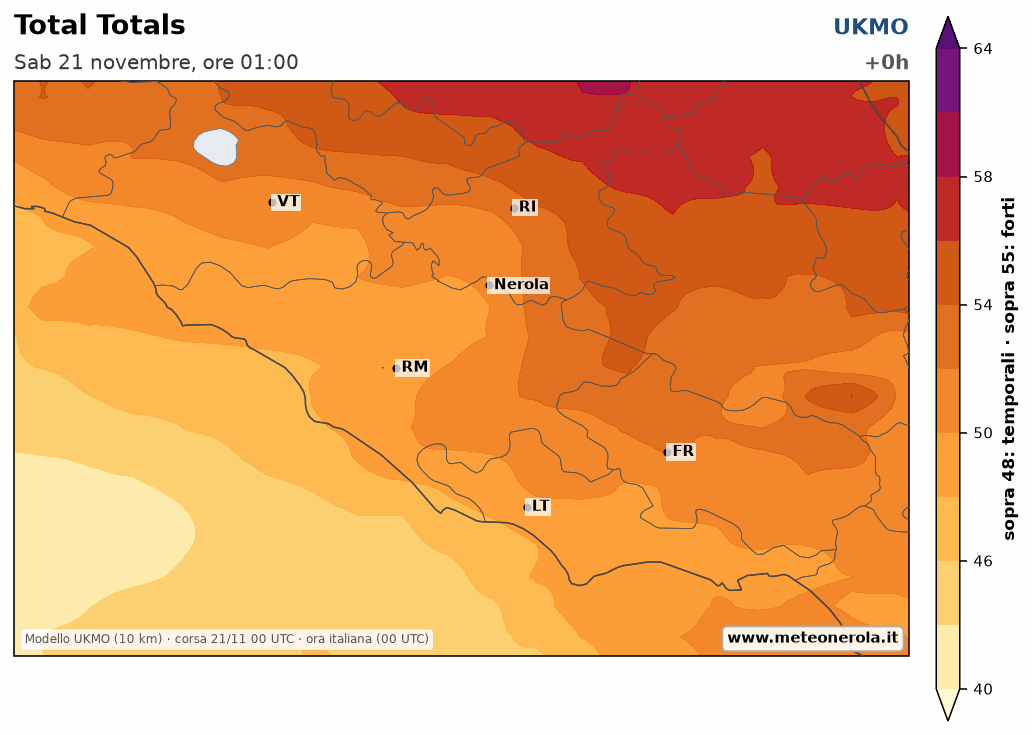 Total Totals
UKMO
Sab 21 novembre, ore 01:00
+0h
64
58
54
50
46
40
sopra 48: temporali · sopra 55: forti
VT
RI
Nerola
RM
FR
LT
Modello UKMO (10 km) · corsa 21/11 00 UTC · ora italiana (00 UTC)
www.meteonerola.it